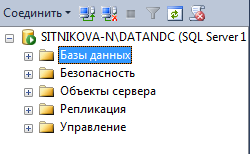 Соединить
SITNIKOVA-N\DATANDC (SQL Server 1
Базы данных
Безопасность
Объекты сервера
Репликация
Управление